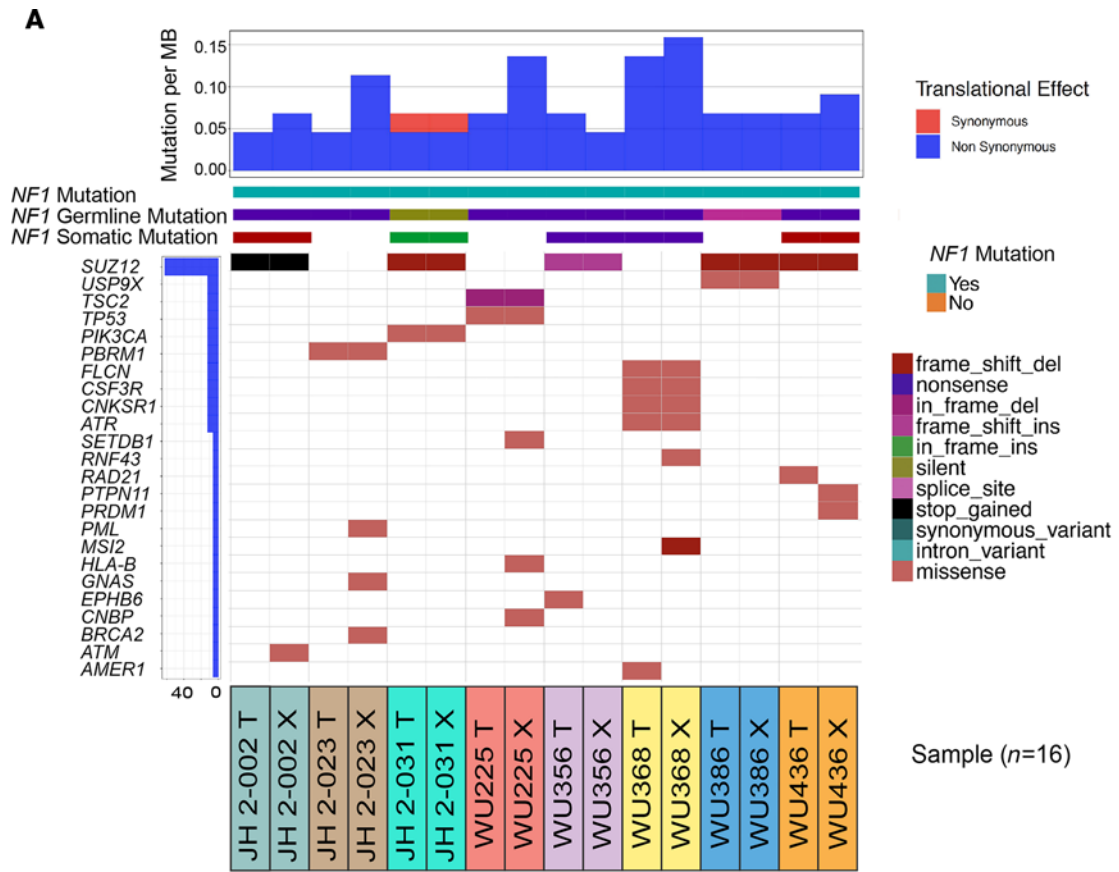 A
Mutation per MB
0.15
0.10
0.05
0.00
Translational Effect
Synonymous
Non Synonymous
NF1 Mutation
NF1 Germline Mutation
NF1 Somatic Mutation
SUZ12
USP9X
TSC2
TP53
PIK3CA
PBRM1
FLCN
CSF3R
CNKSR1
ATR
SETDB1
RNF43
RAD21
PTPN11
PRDM1
PML
MSI2
HLA-B
GNAS
EPHB6
CNBP
BRCA2
ATM
AMER1
40 0
NF1 Mutation
Yes
No
frame_shift_del
nonsense
in_frame_del
frame_shift_ins
in_frame_ins
silent
splice_site
stop_gained
synonymous_variant
intron_variant
missense
JH 2-002 T
JH 2-002 X
JH 2-023 T
JH 2-023 X
JH 2-031 T
JH 2-031 X
WU225 T
WU225 X
WU356 T
WU356 X
WU368 T
WU368 X
WU386 T
WU386 X
WU436 T
WU436 X
Sample (n=16)